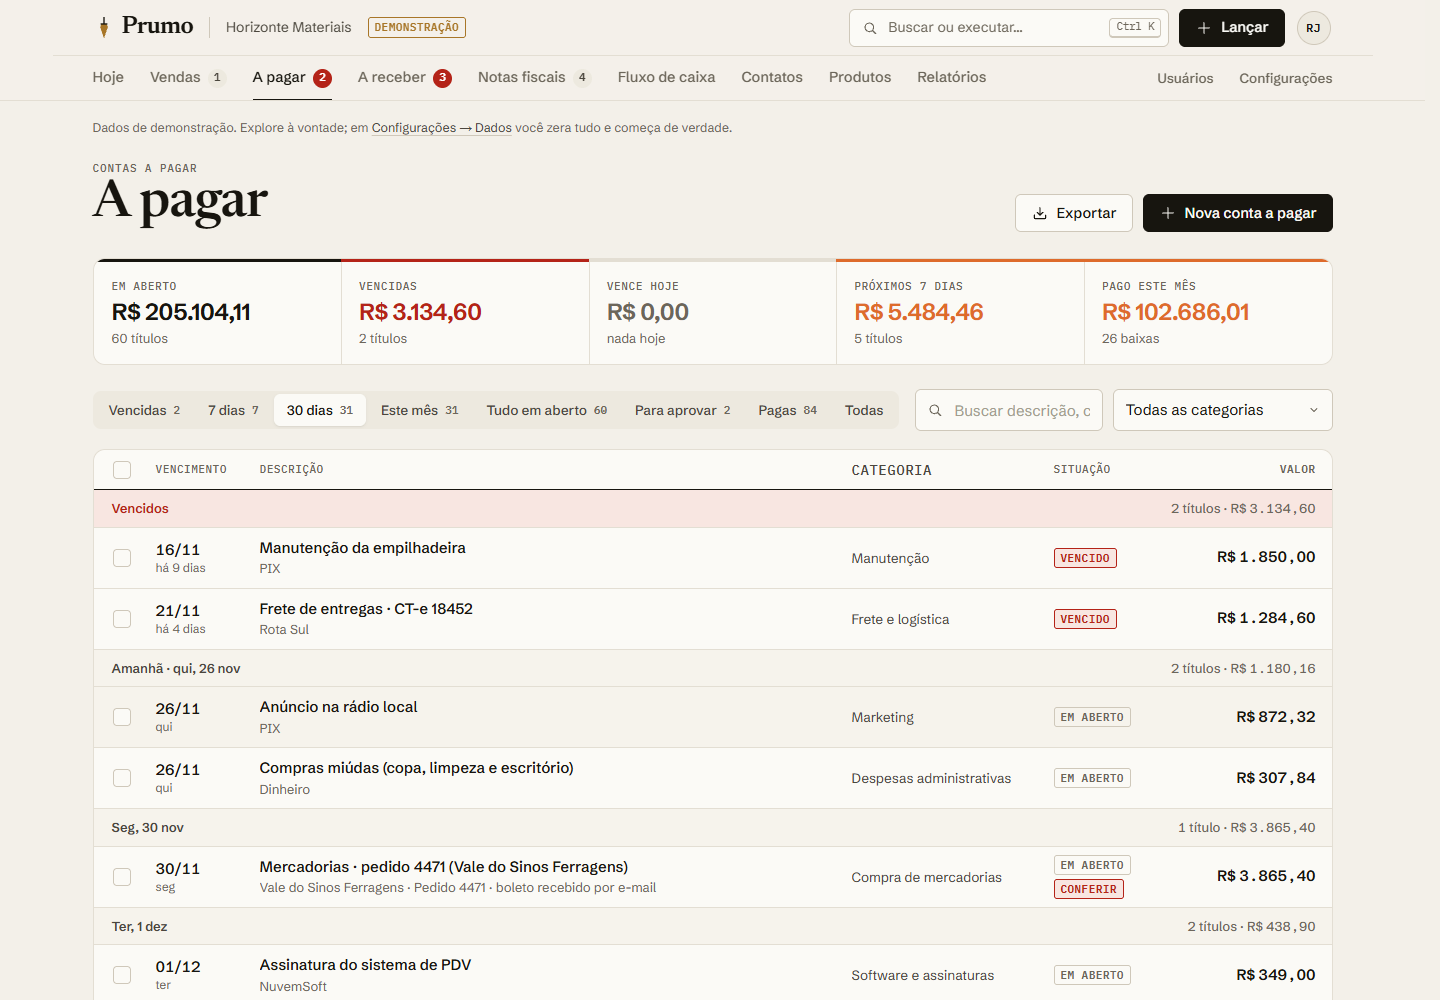 Prumo
Horizonte Materiais
DEMONSTRAÇÃO
Buscar ou executar...
Ctrl K
Lançar
RJ
Hoje
Vendas 1
A pagar 2
A receber 3
Notas fiscais 4
Fluxo de caixa
Contatos
Produtos
Relatórios
Usuários
Configurações
Dados de demonstração. Explore à vontade; em Configurações → Dados você zera tudo e começa de verdade.
CONTAS A PAGAR
A pagar
Exportar
Nova conta a pagar
EM ABERTO
R$ 205.104,11
60 títulos
VENCIDAS
R$ 3.134,60
2 títulos
VENCE HOJE
R$ 0,00
nada hoje
PRÓXIMOS 7 DIAS
R$ 5.484,46
5 títulos
PAGO ESTE MÊS
R$ 102.686,01
26 baixas
Vencidas 2
7 dias 7
30 dias 31
Este mês 31
Tudo em aberto 60
Para aprovar 2
Pagas 84
Todas
Buscar descrição, c
Todas as categorias
VENCIMENTO DESCRIÇÃO CATEGORIA SITUAÇÃO VALOR
Vencidos 2 títulos · R$ 3.134,60
16/11 Manutenção da empilhadeira Manutenção VENCIDO R$ 1.850,00
há 9 dias PIX
21/11 Frete de entregas · CT-e 18452 Frete e logística VENCIDO R$ 1.284,60
há 4 dias Rota Sul
Amanhã · qui, 26 nov 2 títulos · R$ 1.180,16
26/11 Anúncio na rádio local Marketing EM ABERTO R$ 872,32
qui PIX
26/11 Compras miúdas (copa, limpeza e escritório) Despesas administrativas EM ABERTO R$ 307,84
qui Dinheiro
Seg, 30 nov 1 título · R$ 3.865,40
30/11 Mercadorias · pedido 4471 (Vale do Sinos Ferragens) Compra de mercadorias EM ABERTO R$ 3.865,40
seg Vale do Sinos Ferragens · Pedido 4471 · boleto recebido por e-mail CONFERIR
Ter, 1 dez 2 títulos · R$ 438,90
01/12 Assinatura do sistema de PDV Software e assinaturas EM ABERTO R$ 349,00
ter NuvemSoft